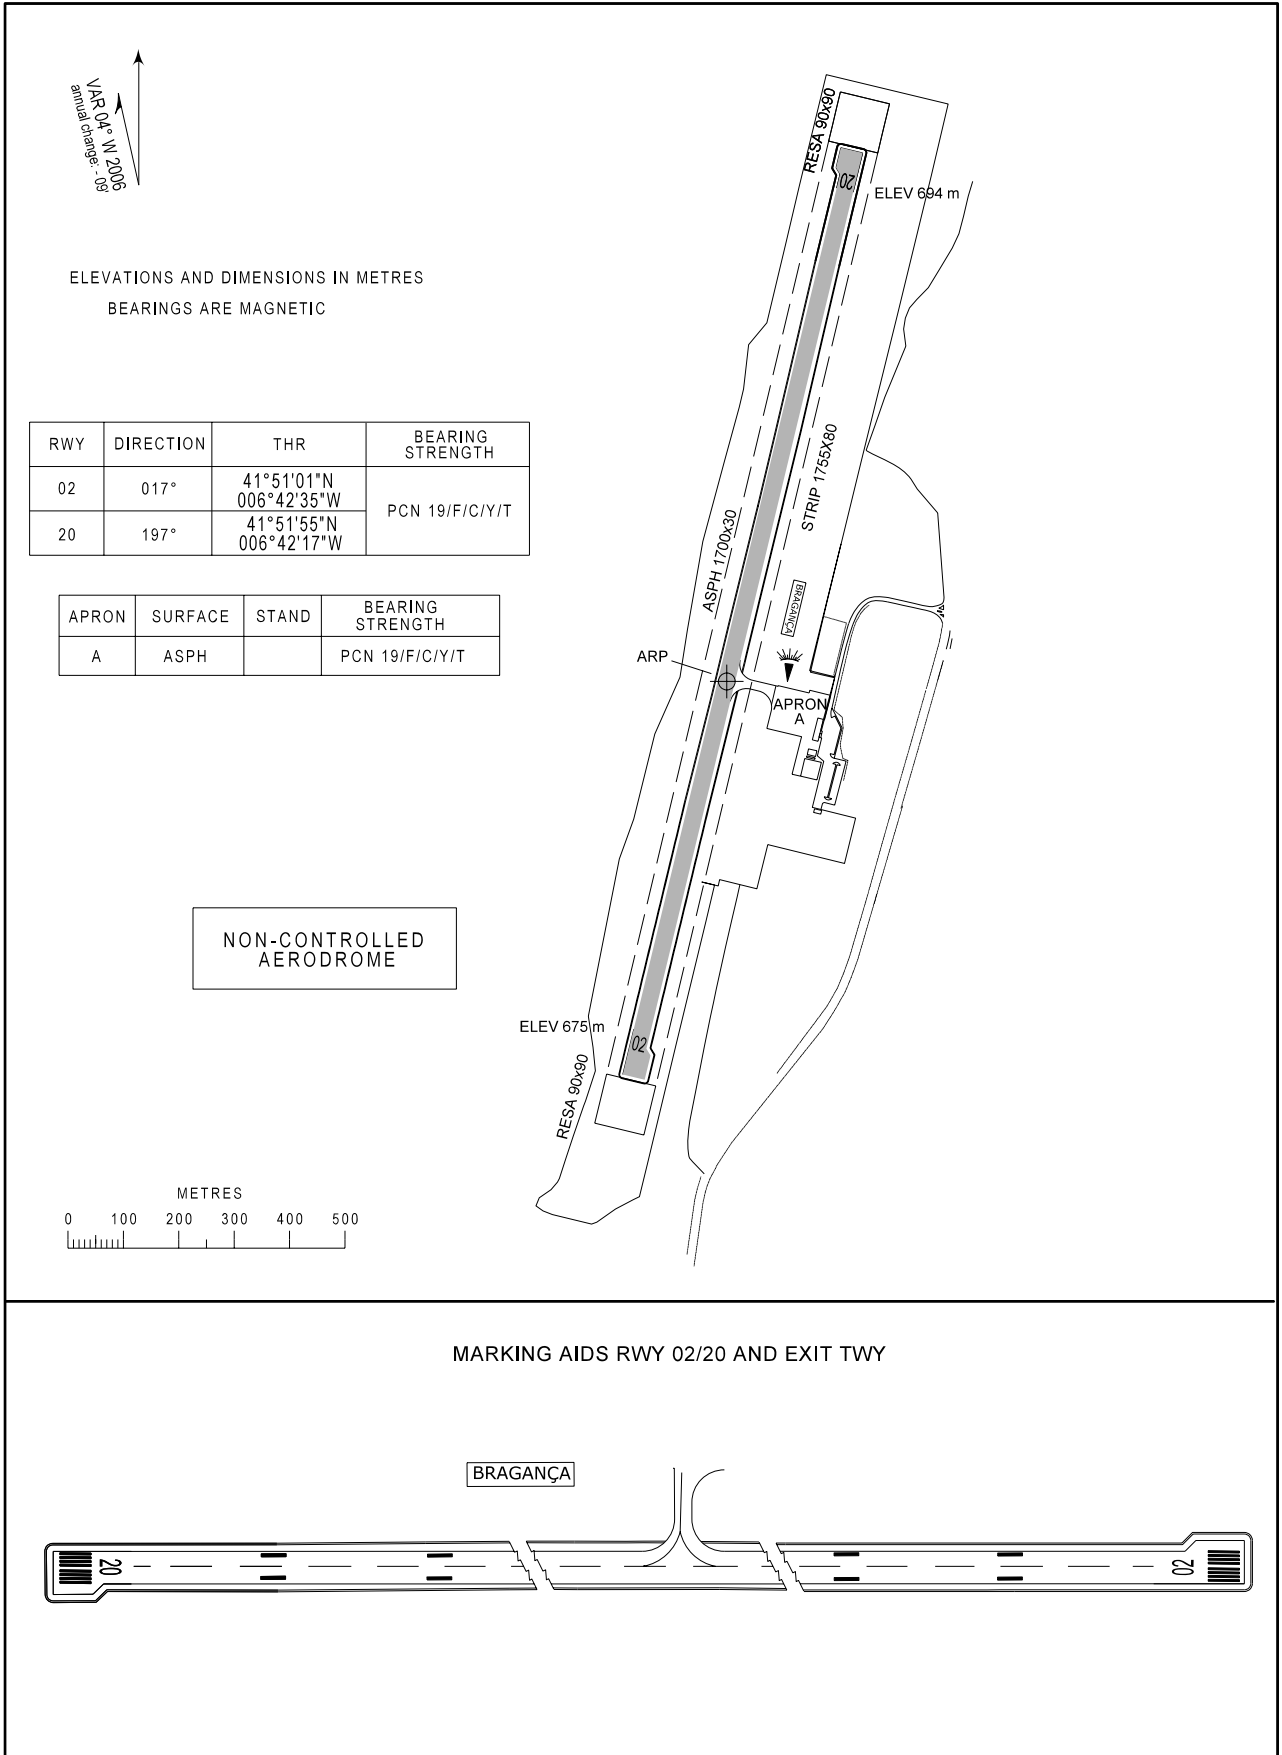 VAR 04° W 2006
annual change: - 09'
ELEVATIONS AND DIMENSIONS IN METRES
BEARINGS ARE MAGNETIC
RWY DIRECTION THR BEARING STRENGTH
02 017° 41°51'01"N 006°42'35"W PCN 19/F/C/Y/T
20 197° 41°51'55"N 006°42'17"W
APRON SURFACE STAND BEARING STRENGTH
A ASPH PCN 19/F/C/Y/T
NON-CONTROLLED
AERODROME
RESA 90x90
20
ELEV 694 m
STRIP 1755X80
ASPH 1700x30
BRAGANÇA
ARP
APRON
A
ELEV 675 m
02
RESA 90x90
METRES
0 100 200 300 400 500
MARKING AIDS RWY 02/20 AND EXIT TWY
BRAGANÇA
20
02